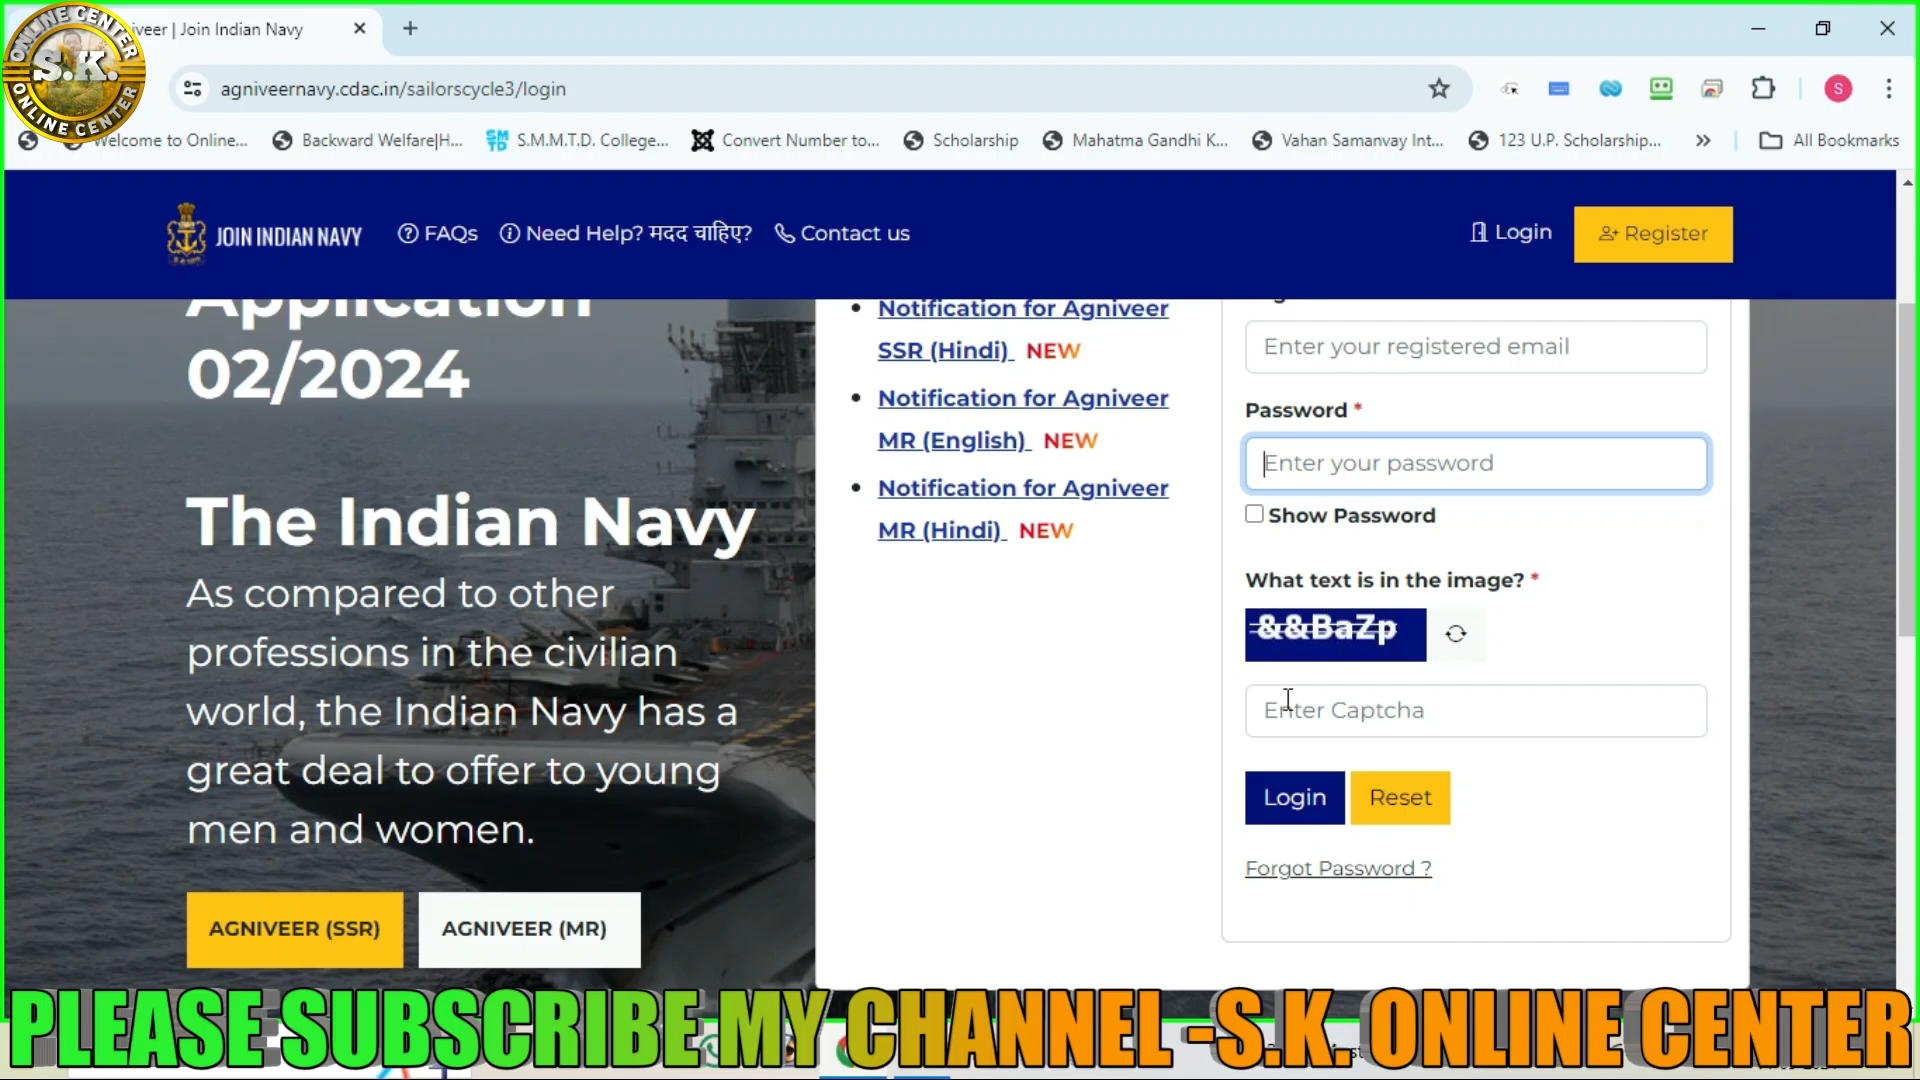 ONLINE CENTER
S.K.
ONLINE CENTER
iveer | Join Indian Navy
agniveernavy.cdac.in/sailorscycle3/login
S
Welcome to Online...
Backward Welfare|H...
S.M.M.T.D. College...
Convert Number to...
Scholarship
Mahatma Gandhi K...
Vahan Samanvay Int...
123 U.P. Scholarship...
All Bookmarks
JOIN INDIAN NAVY
FAQs
Need Help? मदद चाहिए?
Contact us
Login
Register
Application
02/2024
The Indian Navy
As compared to other
professions in the civilian
world, the Indian Navy has a
great deal to offer to young
men and women.
AGNIVEER (SSR)
AGNIVEER (MR)
Notification for Agniveer
SSR (Hindi) NEW
Notification for Agniveer
MR (English) NEW
Notification for Agniveer
MR (Hindi) NEW
Enter your registered email
Password *
Enter your password
Show Password
What text is in the image? *
&&BaZp
Enter Captcha
Login
Reset
Forgot Password ?
PLEASE SUBSCRIBE MY CHANNEL -S.K. ONLINE CENTER